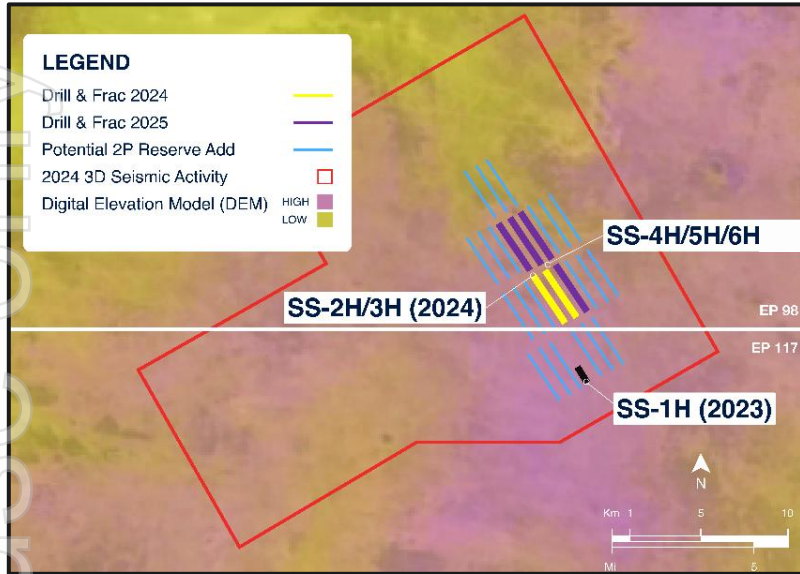 LEGEND
Drill & Frac 2024
Drill & Frac 2025
Potential 2P Reserve Add
2024 3D Seismic Activity
Digital Elevation Model (DEM) HIGH
LOW
SS-4H/5H/6H
SS-2H/3H (2024)
EP 98
EP 117
SS-1H (2023)
N
Km 1 5 10
Mi 5